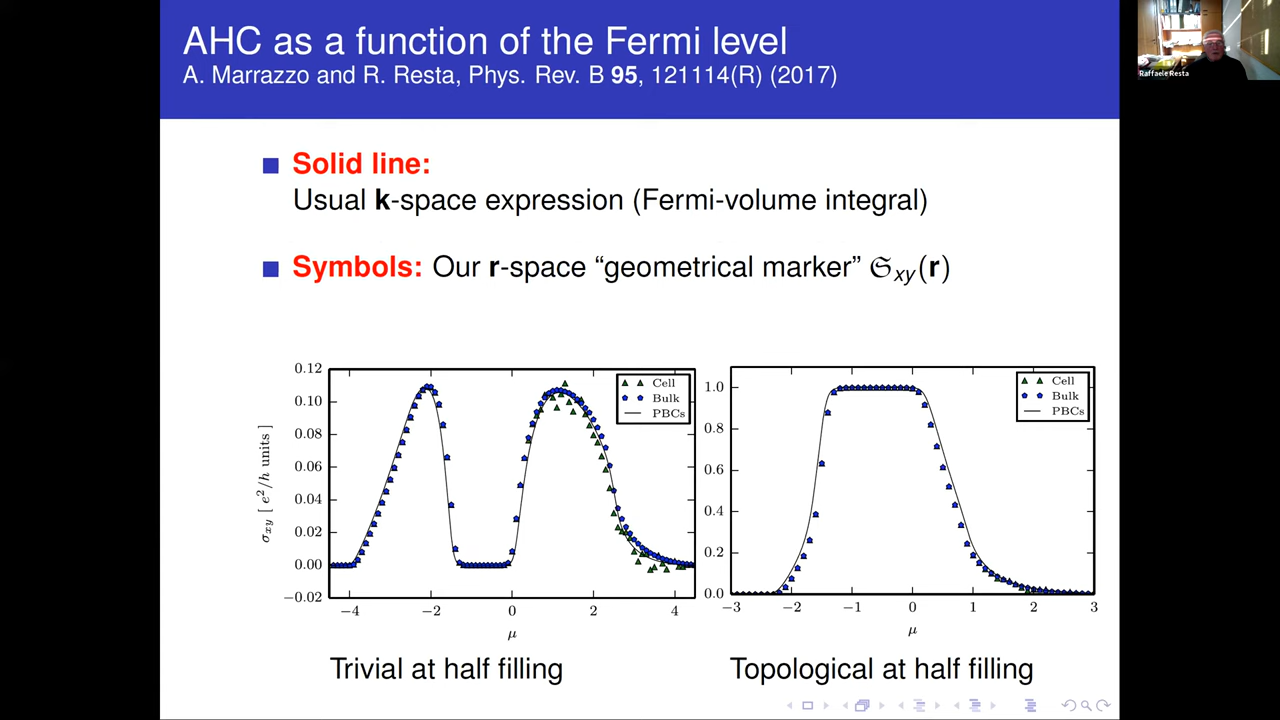 AHC as a function of the Fermi level
A. Marrazzo and R. Resta, Phys. Rev. B 95, 121114(R) (2017)
Raffaele Resta
Solid line:
Usual k-space expression (Fermi-volume integral)
Symbols: Our r-space “geometrical marker” 𝔖xy(r)
0.12
0.10
0.08
0.06
0.04
0.02
0.00
−0.02
σxy [ e²/h units ]
−4 −2 0 2 4
μ
Cell
Bulk
PBCs
Trivial at half filling
1.0
0.8
0.6
0.4
0.2
0.0
−3 −2 −1 0 1 2 3
μ
Cell
Bulk
PBCs
Topological at half filling